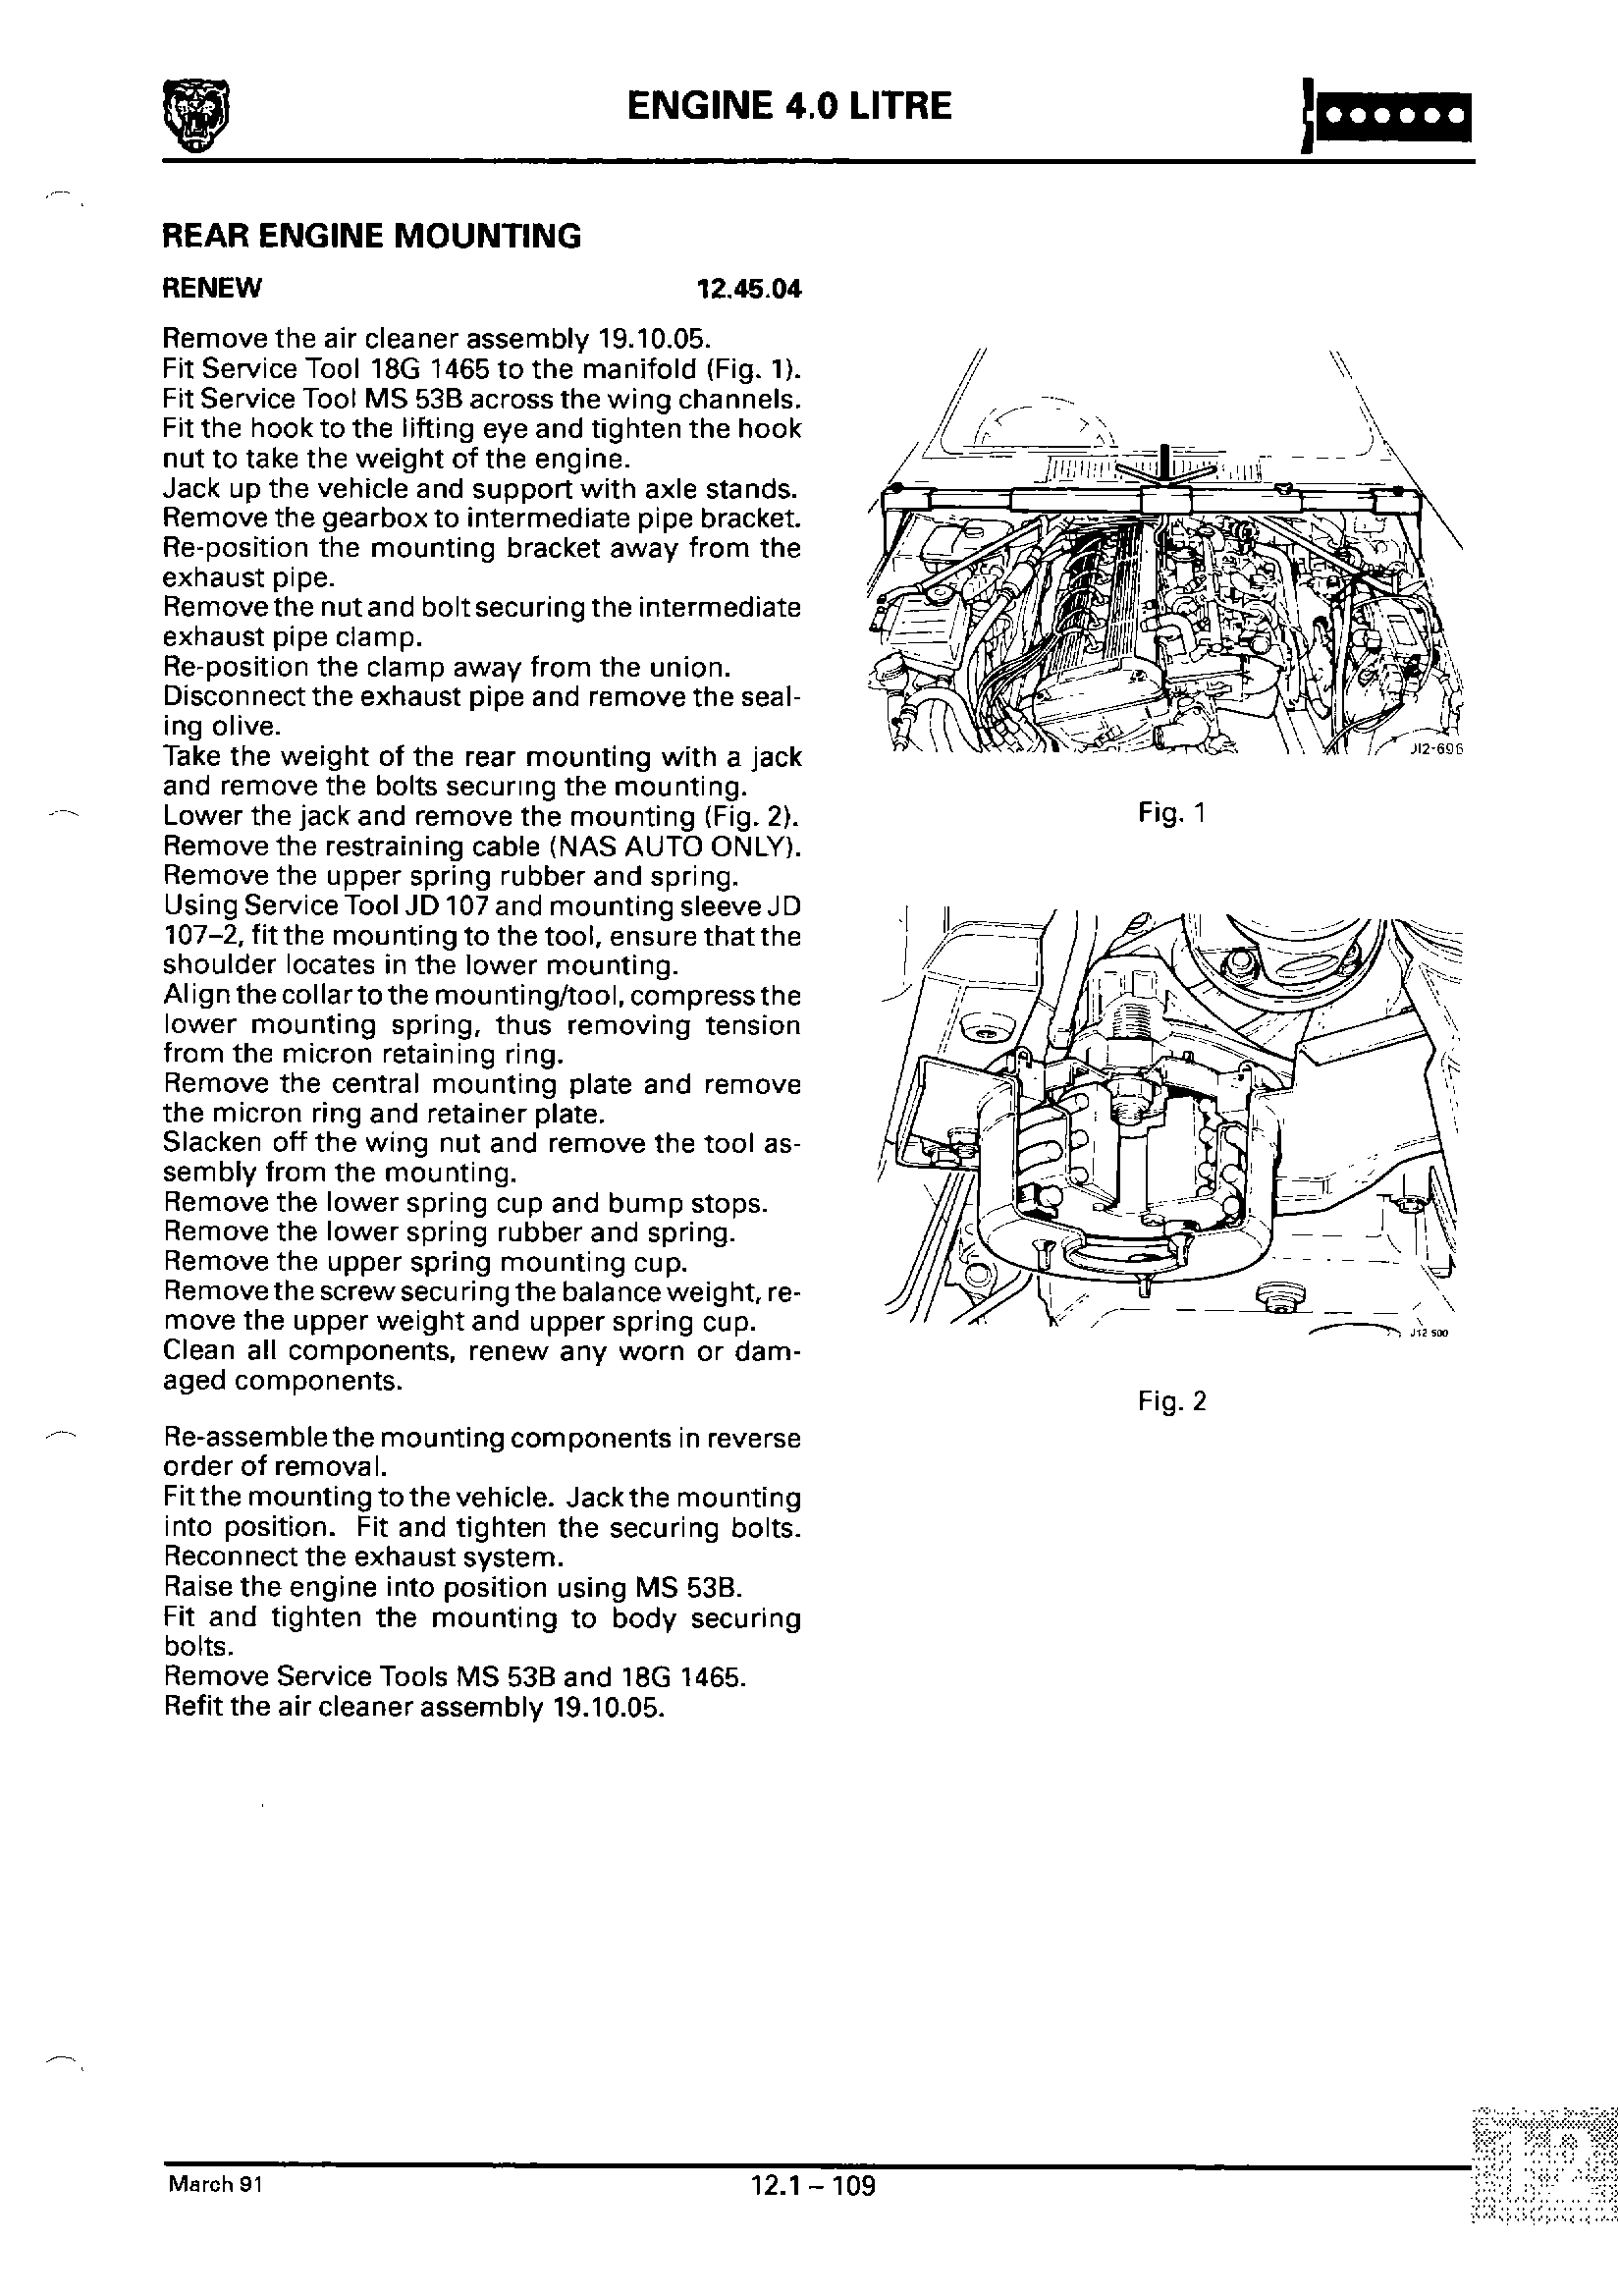 ENGINE 4.0 LITRE
REAR ENGINE MOUNTING
RENEW 12.45.04
Remove the air cleaner assembly 19.10.05.
Fit Service Tool 18G 1465 to the manifold (Fig. 1).
Fit Service Tool MS 53B across the wing channels.
Fit the hook to the lifting eye and tighten the hook
nut to take the weight of the engine.
Jack up the vehicle and support with axle stands.
Remove the gearbox to intermediate pipe bracket.
Re-position the mounting bracket away from the
exhaust pipe.
Remove the nut and bolt securing the intermediate
exhaust pipe clamp.
Re-position the clamp away from the union.
Disconnect the exhaust pipe and remove the seal-
ing olive.
Take the weight of the rear mounting with a jack
and remove the bolts securing the mounting.
Lower the jack and remove the mounting (Fig. 2).
Remove the restraining cable (NAS AUTO ONLY).
Remove the upper spring rubber and spring.
Using Service Tool JD 107 and mounting sleeve JD
107–2, fit the mounting to the tool, ensure that the
shoulder locates in the lower mounting.
Align the collar to the mounting/tool, compress the
lower mounting spring, thus removing tension
from the micron retaining ring.
Remove the central mounting plate and remove
the micron ring and retainer plate.
Slacken off the wing nut and remove the tool as-
sembly from the mounting.
Remove the lower spring cup and bump stops.
Remove the lower spring rubber and spring.
Remove the upper spring mounting cup.
Remove the screw securing the balance weight, re-
move the upper weight and upper spring cup.
Clean all components, renew any worn or dam-
aged components.
Re-assemble the mounting components in reverse
order of removal.
Fit the mounting to the vehicle. Jack the mounting
into position. Fit and tighten the securing bolts.
Reconnect the exhaust system.
Raise the engine into position using MS 53B.
Fit and tighten the mounting to body securing
bolts.
Remove Service Tools MS 53B and 18G 1465.
Refit the air cleaner assembly 19.10.05.
J12-696
Fig. 1
J12 500
Fig. 2
12
March 91
12.1 – 109